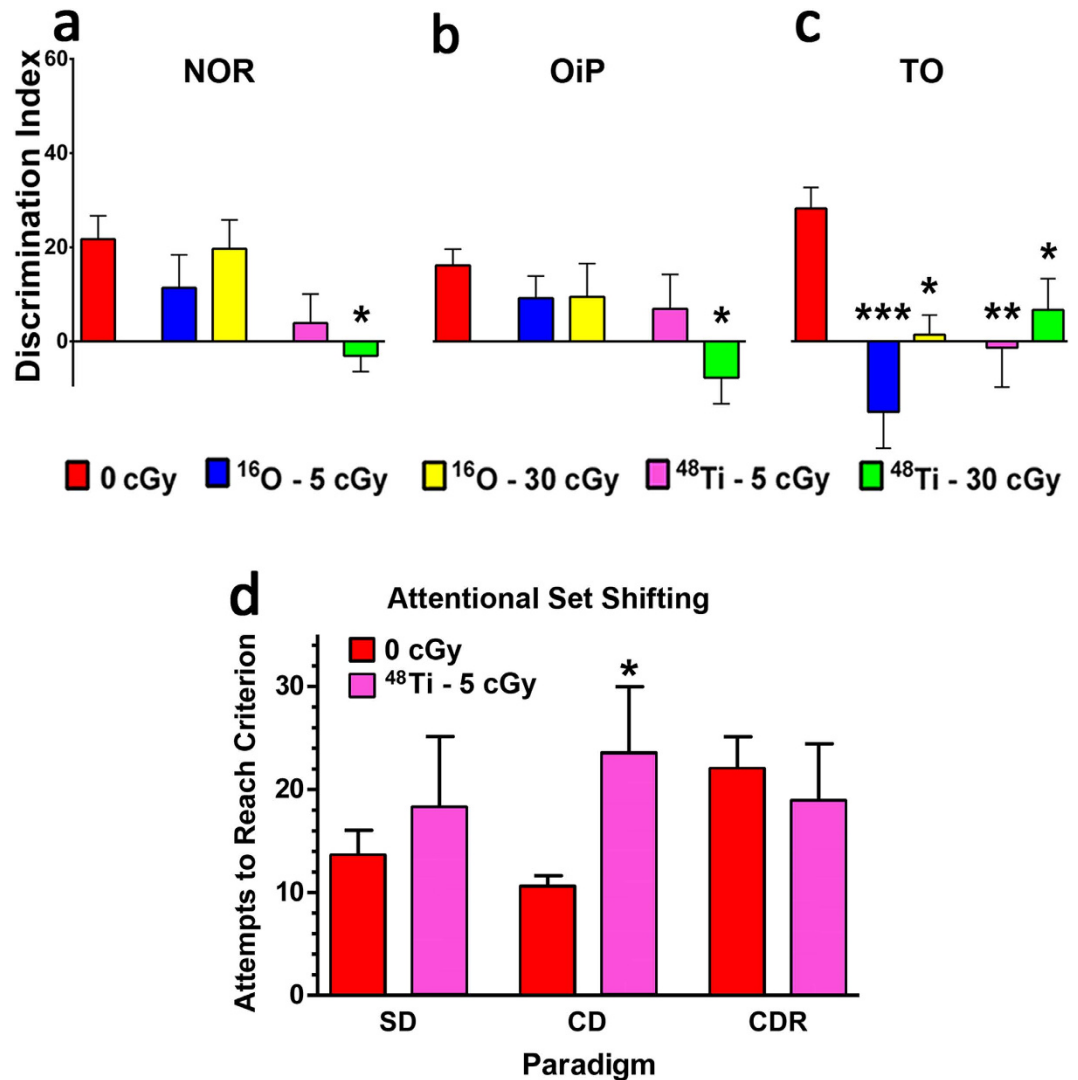 a
b
c
NOR
OiP
TO
Discrimination Index
60
40
20
0
*
*
***
*
**
*
0 cGy
¹⁶O - 5 cGy
¹⁶O - 30 cGy
⁴⁸Ti - 5 cGy
⁴⁸Ti - 30 cGy
d
Attentional Set Shifting
0 cGy
⁴⁸Ti - 5 cGy
*
Attempts to Reach Criterion
30
20
10
0
SD
CD
CDR
Paradigm